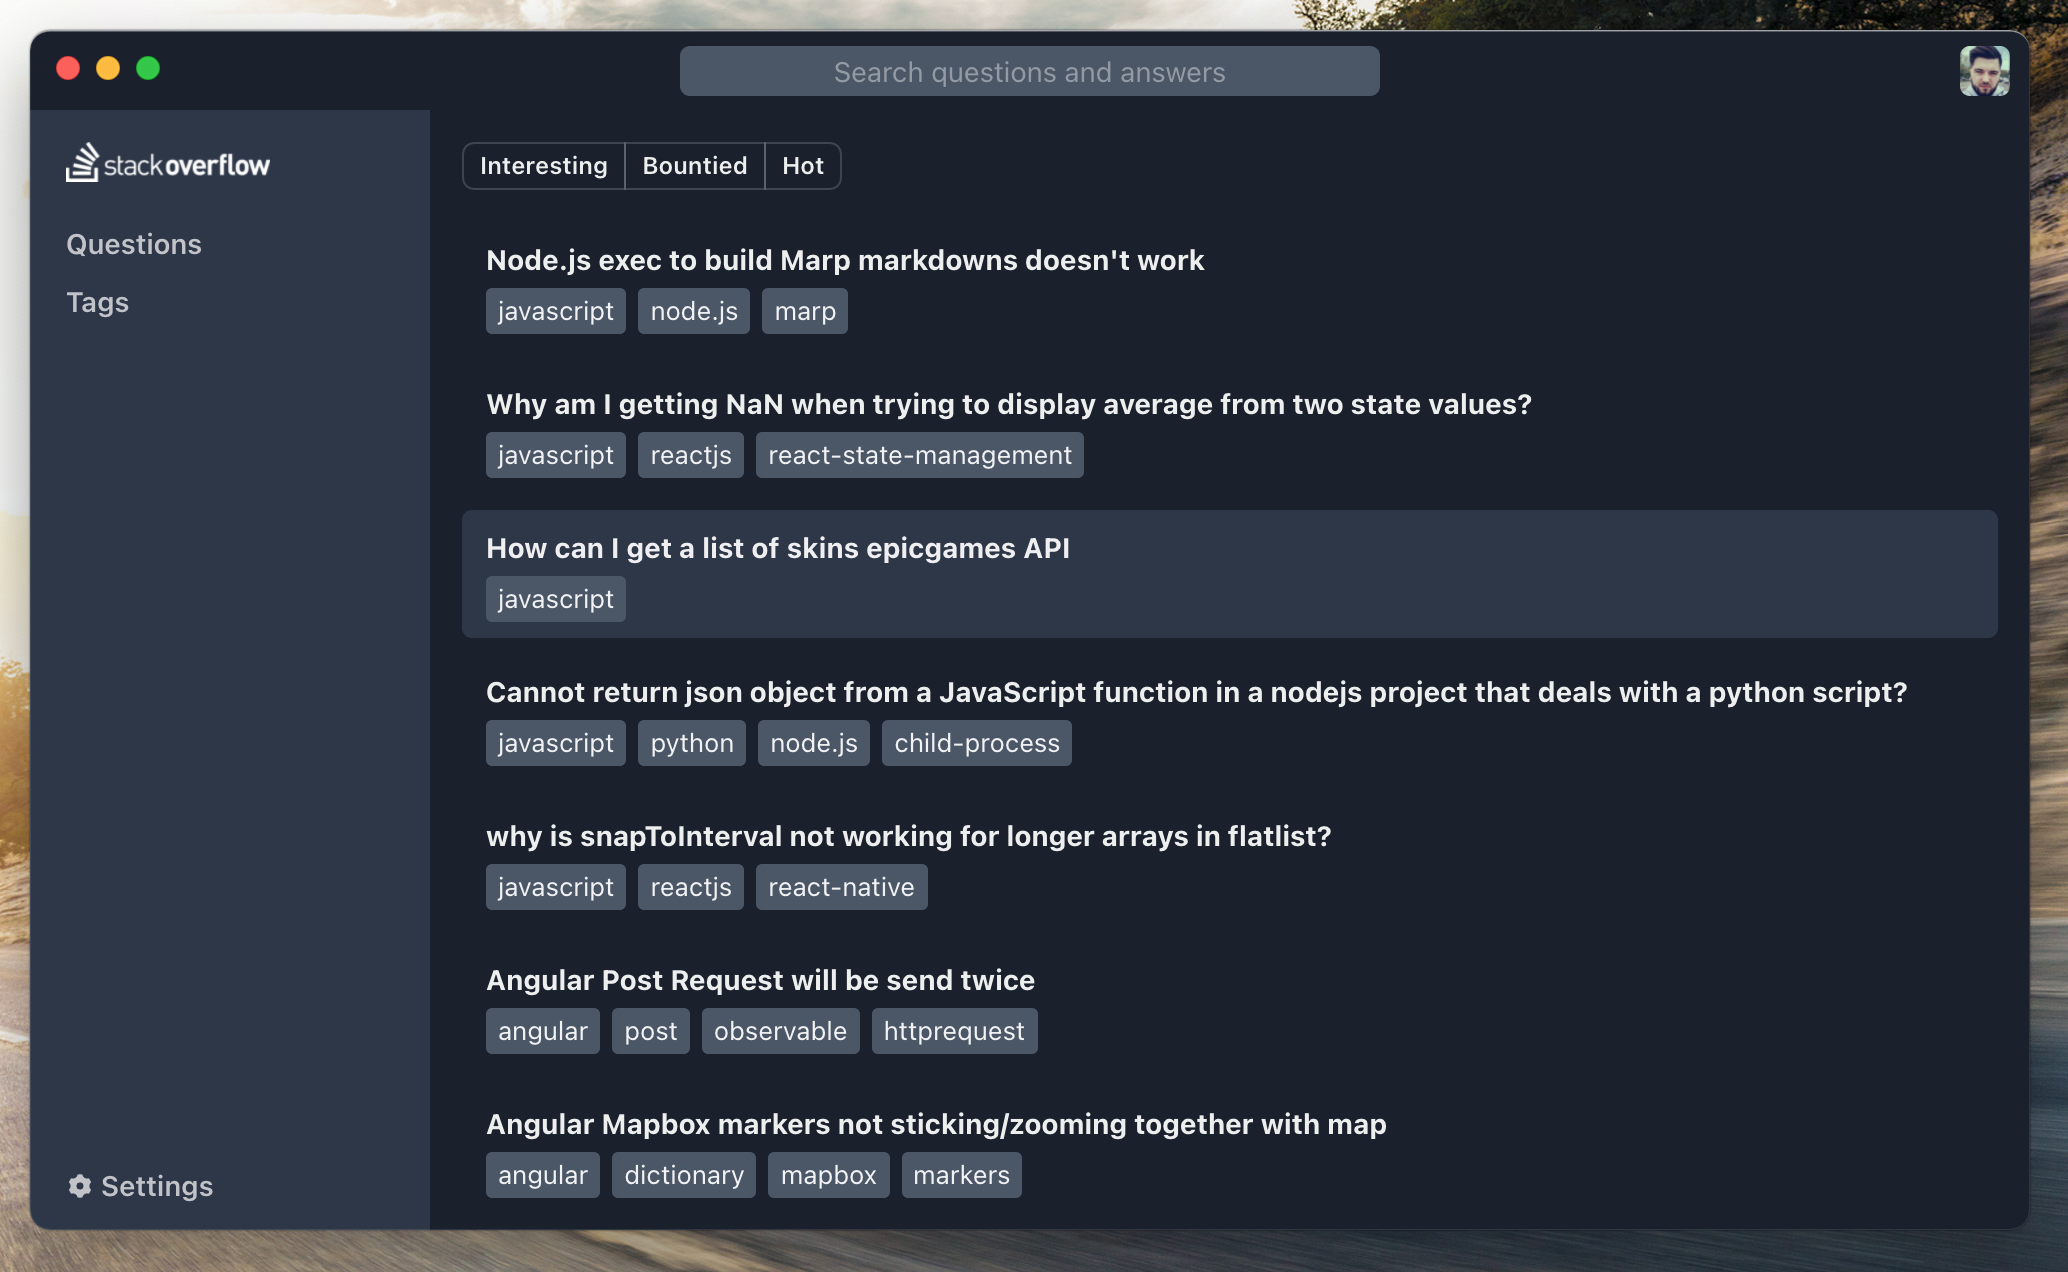 Search questions and answers
stackoverflow
Questions
Tags
Settings
Interesting Bountied Hot
Node.js exec to build Marp markdowns doesn't work
javascript node.js marp
Why am I getting NaN when trying to display average from two state values?
javascript reactjs react-state-management
How can I get a list of skins epicgames API
javascript
Cannot return json object from a JavaScript function in a nodejs project that deals with a python script?
javascript python node.js child-process
why is snapToInterval not working for longer arrays in flatlist?
javascript reactjs react-native
Angular Post Request will be send twice
angular post observable httprequest
Angular Mapbox markers not sticking/zooming together with map
angular dictionary mapbox markers